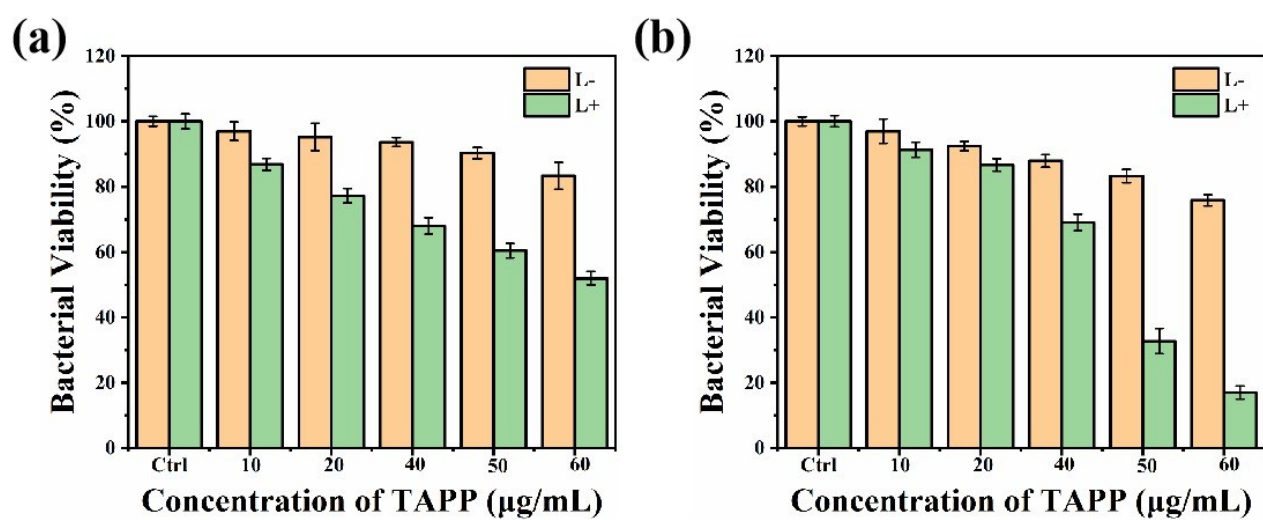 (a)
120
100
80
60
40
20
0
Bacterial Viability (%)
L-
L+
Ctrl 10 20 40 50 60
Concentration of TAPP (μg/mL)
(b)
120
100
80
60
40
20
0
Bacterial Viability (%)
L-
L+
Ctrl 10 20 40 50 60
Concentration of TAPP (μg/mL)